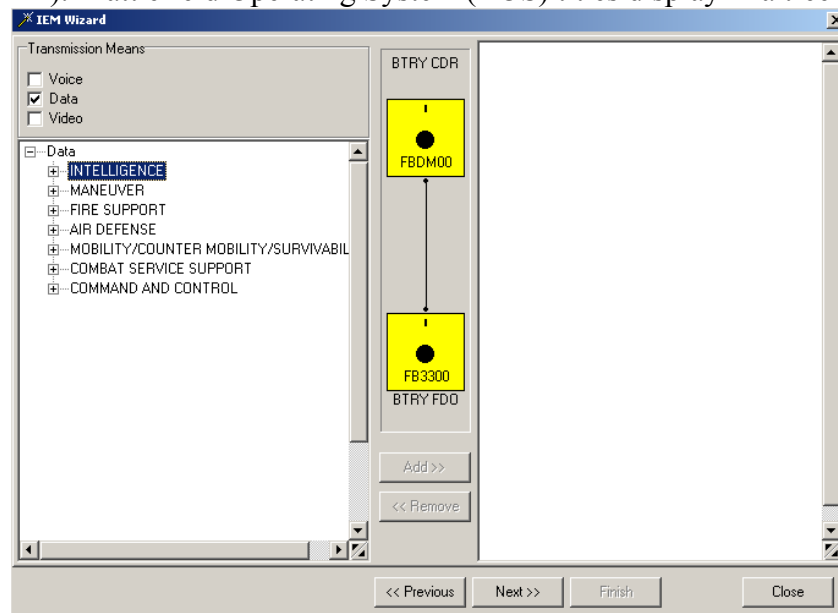 IEM Wizard
Transmission Means
Voice
Data
Video
Data
INTELLIGENCE
MANEUVER
FIRE SUPPORT
AIR DEFENSE
MOBILITY/COUNTER MOBILITY/SURVIVABIL
COMBAT SERVICE SUPPORT
COMMAND AND CONTROL
BTRY CDR
FBDM00
FB3300
BTRY FDO
Add >>
<< Remove
<< Previous
Next >>
Finish
Close